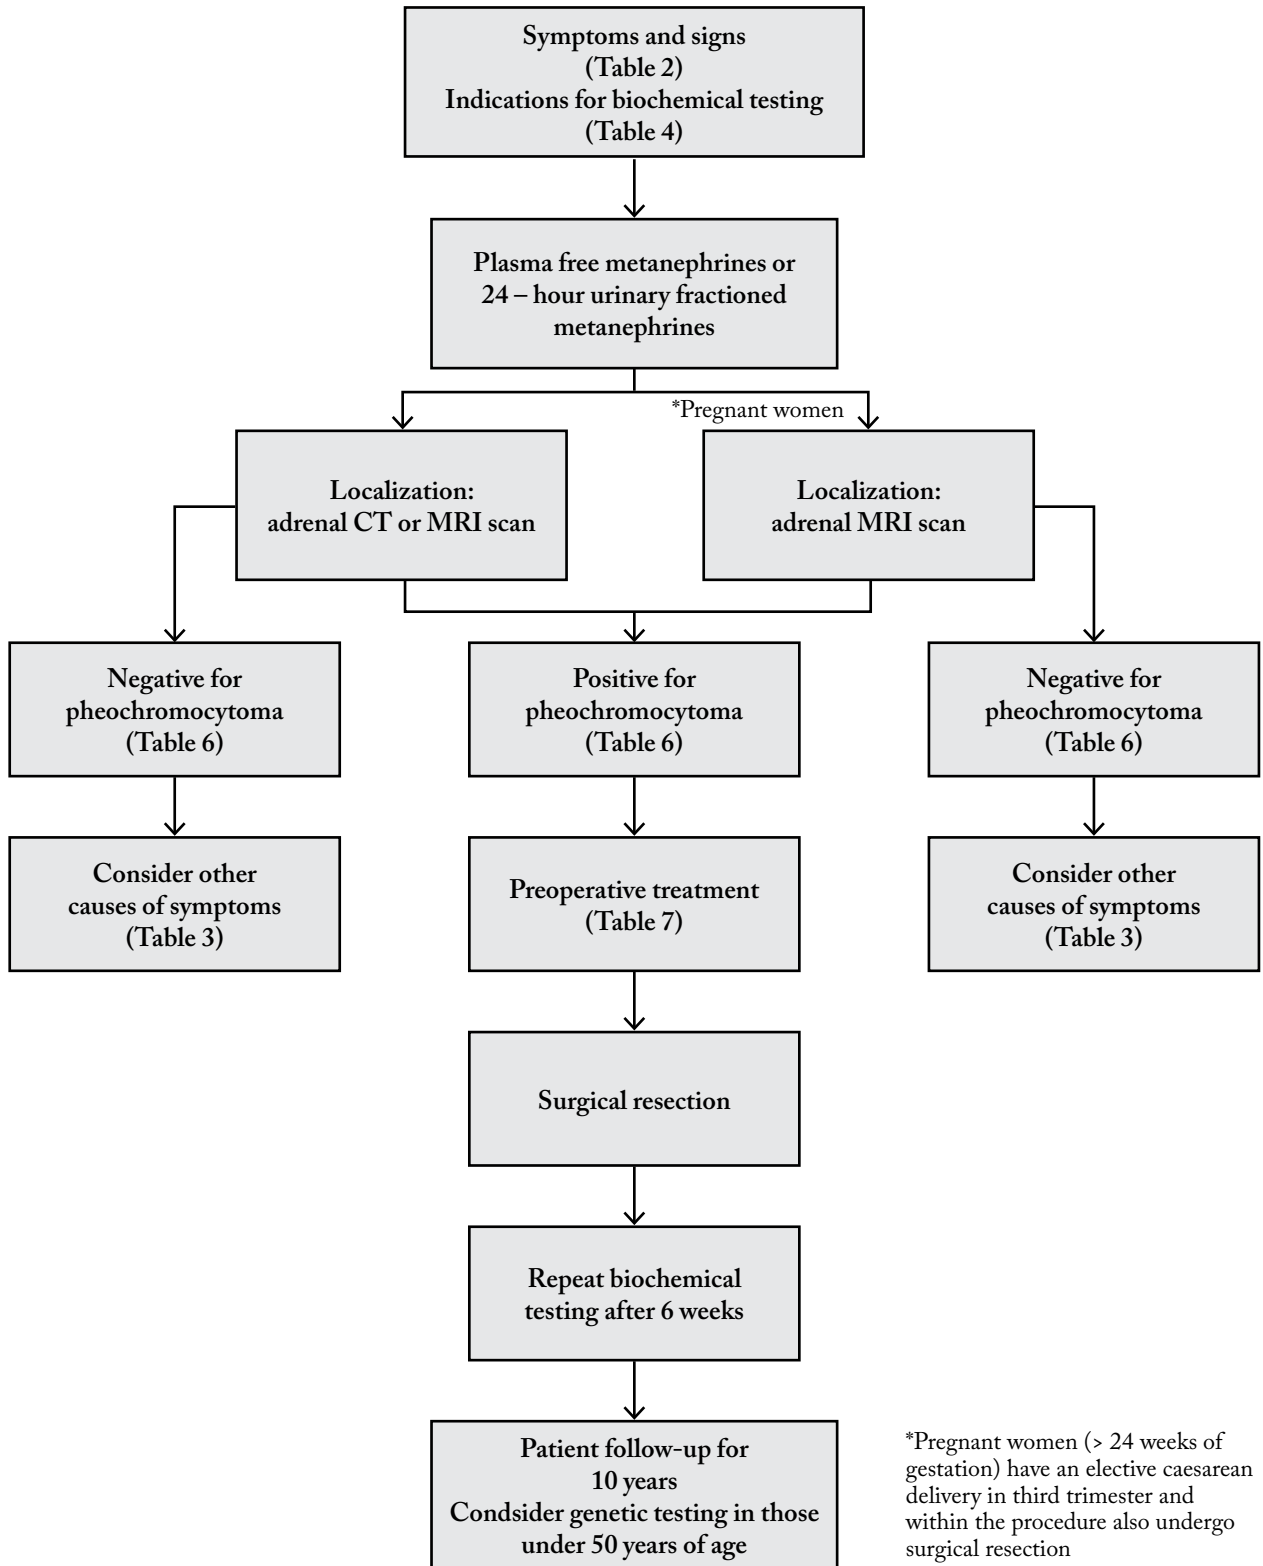 Symptoms and signs
(Table 2)
Indications for biochemical testing
(Table 4)
Plasma free metanephrines or
24 – hour urinary fractioned
metanephrines
*Pregnant women
Localization:
adrenal CT or MRI scan
Localization:
adrenal MRI scan
Negative for
pheochromocytoma
(Table 6)
Positive for
pheochromocytoma
(Table 6)
Negative for
pheochromocytoma
(Table 6)
Consider other
causes of symptoms
(Table 3)
Preoperative treatment
(Table 7)
Consider other
causes of symptoms
(Table 3)
Surgical resection
Repeat biochemical
testing after 6 weeks
Patient follow-up for
10 years
Condsider genetic testing in those
under 50 years of age
*Pregnant women (> 24 weeks of
gestation) have an elective caesarean
delivery in third trimester and
within the procedure also undergo
surgical resection